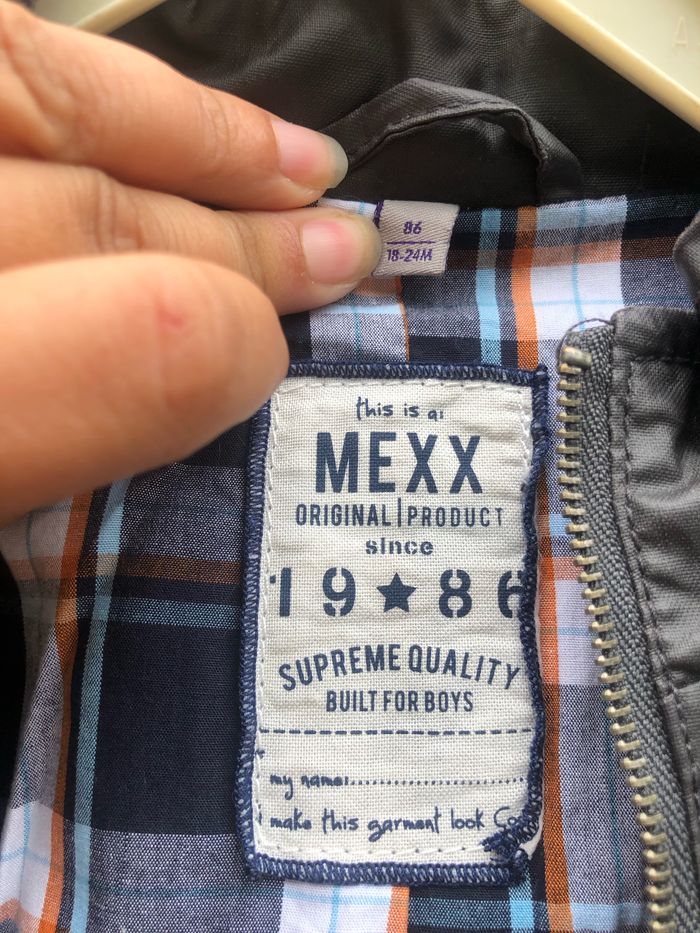 86
18-24M
this is a:
MEXX
ORIGINAL|PRODUCT
since
19★86
SUPREME QUALITY
BUILT FOR BOYS
my name:
i make this garment look